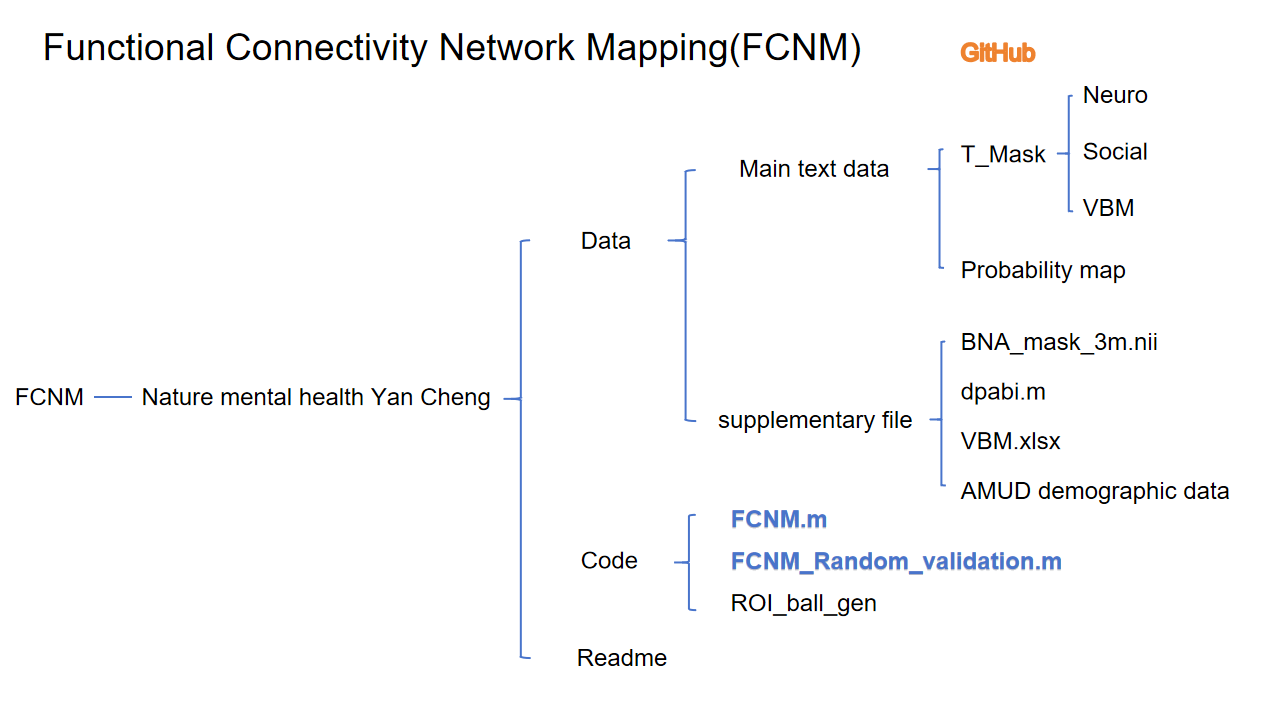 Functional Connectivity Network Mapping(FCNM)
GitHub
Neuro
T_Mask
Social
Main text data
VBM
Data
Probability map
BNA_mask_3m.nii
dpabi.m
FCNM
Nature mental health Yan Cheng
supplementary file
VBM.xlsx
AMUD demographic data
FCNM.m
Code
FCNM_Random_validation.m
ROI_ball_gen
Readme